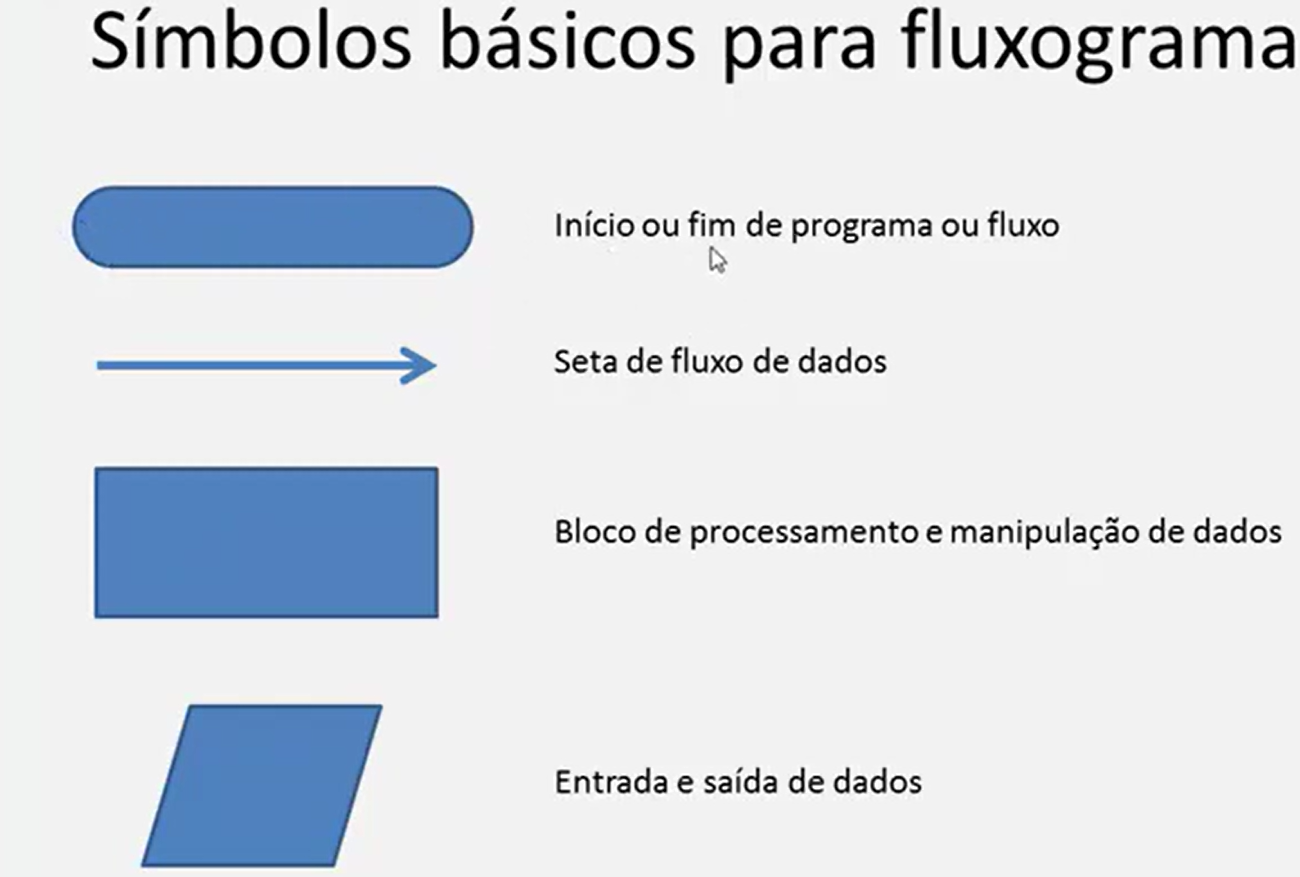 Símbolos básicos para fluxograma
Início ou fim de programa ou fluxo
Seta de fluxo de dados
Bloco de processamento e manipulação de dados
Entrada e saída de dados